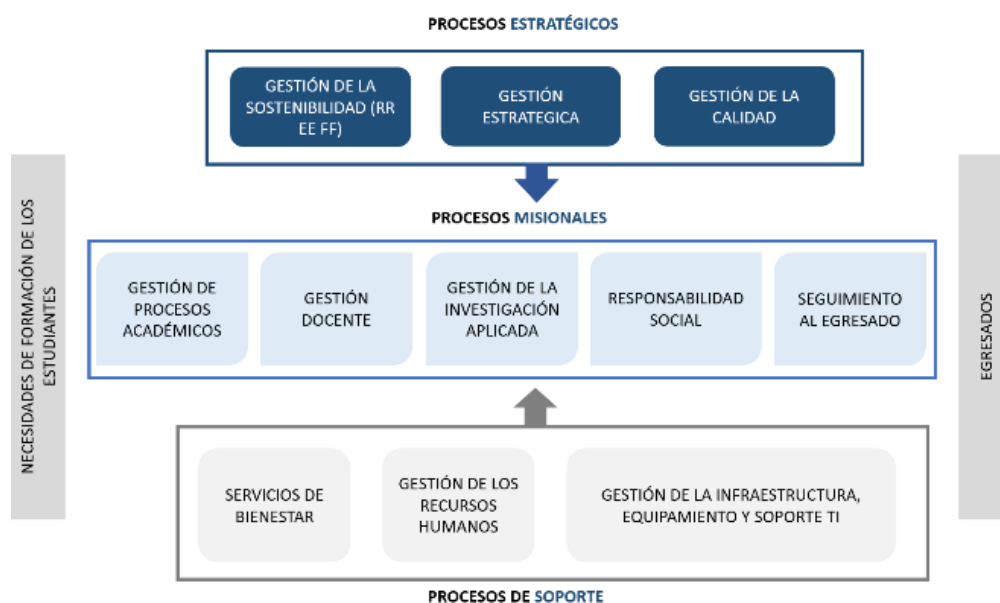 PROCESOS ESTRATÉGICOS
GESTIÓN DE LA
SOSTENIBILIDAD (RR
EE FF)
GESTIÓN
ESTRATEGICA
GESTIÓN DE LA
CALIDAD
NECESIDADES DE FORMACIÓN DE LOS
ESTUDIANTES
PROCESOS MISIONALES
GESTIÓN DE
PROCESOS
ACADÉMICOS
GESTIÓN
DOCENTE
GESTIÓN DE LA
INVESTIGACIÓN
APLICADA
RESPONSABILIDAD
SOCIAL
SEGUIMIENTO
AL EGRESADO
EGRESADOS
SERVICIOS DE
BIENESTAR
GESTIÓN DE LOS
RECURSOS
HUMANOS
GESTIÓN DE LA INFRAESTRUCTURA,
EQUIPAMIENTO Y SOPORTE TI
PROCESOS DE SOPORTE